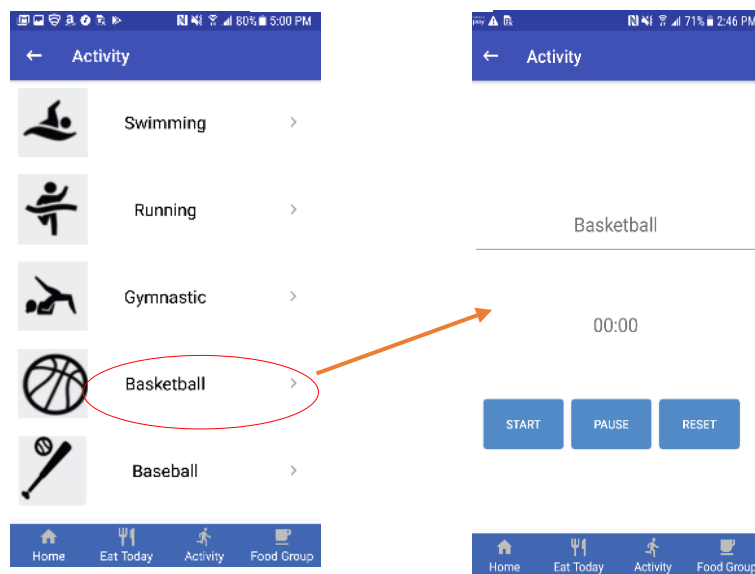 80% 5:00 PM
Activity
Swimming
Running
Gymnastic
Basketball
Baseball
Home Eat Today Activity Food Group
pay 71% 2:46 PM
Activity
Basketball
00:00
START PAUSE RESET
Home Eat Today Activity Food Group